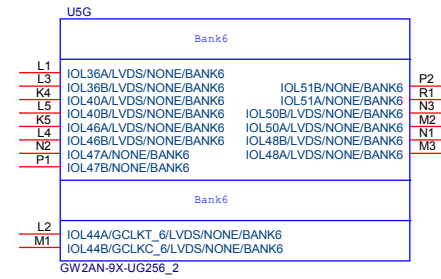 U5G
Bank6
L1 IOL36A/LVDS/NONE/BANK6
L3 IOL36B/LVDS/NONE/BANK6 IOL51B/NONE/BANK6 P2
K4 IOL40A/LVDS/NONE/BANK6 IOL51A/NONE/BANK6 R1
L5 IOL40B/LVDS/NONE/BANK6 IOL50B/LVDS/NONE/BANK6 N3
K5 IOL46A/LVDS/NONE/BANK6 IOL50A/LVDS/NONE/BANK6 M2
L4 IOL46B/LVDS/NONE/BANK6 IOL48B/LVDS/NONE/BANK6 N1
N2 IOL47A/NONE/BANK6 IOL48A/LVDS/NONE/BANK6 M3
P1 IOL47B/NONE/BANK6
Bank6
L2 IOL44A/GCLKT_6/LVDS/NONE/BANK6
M1 IOL44B/GCLKC_6/LVDS/NONE/BANK6
GW2AN-9X-UG256_2